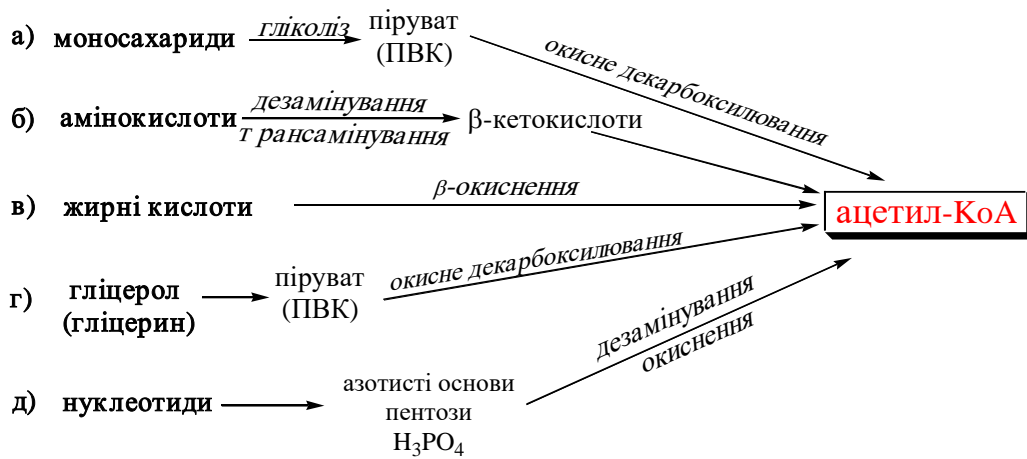 а) моносахариди гліколіз піруват
(ПВК)
окисне декарбоксилювання
б) амінокислоти дезамінування
т рансамінування
β-кетокислоти
в) жирні кислоти β-окиснення
ацетил-КоА
г) гліцерол
(гліцерин)
піруват
(ПВК)
окисне декарбоксилювання
д) нуклеотиди
азотисті основи
пентози
H₃PO₄
дезамінування
окиснення